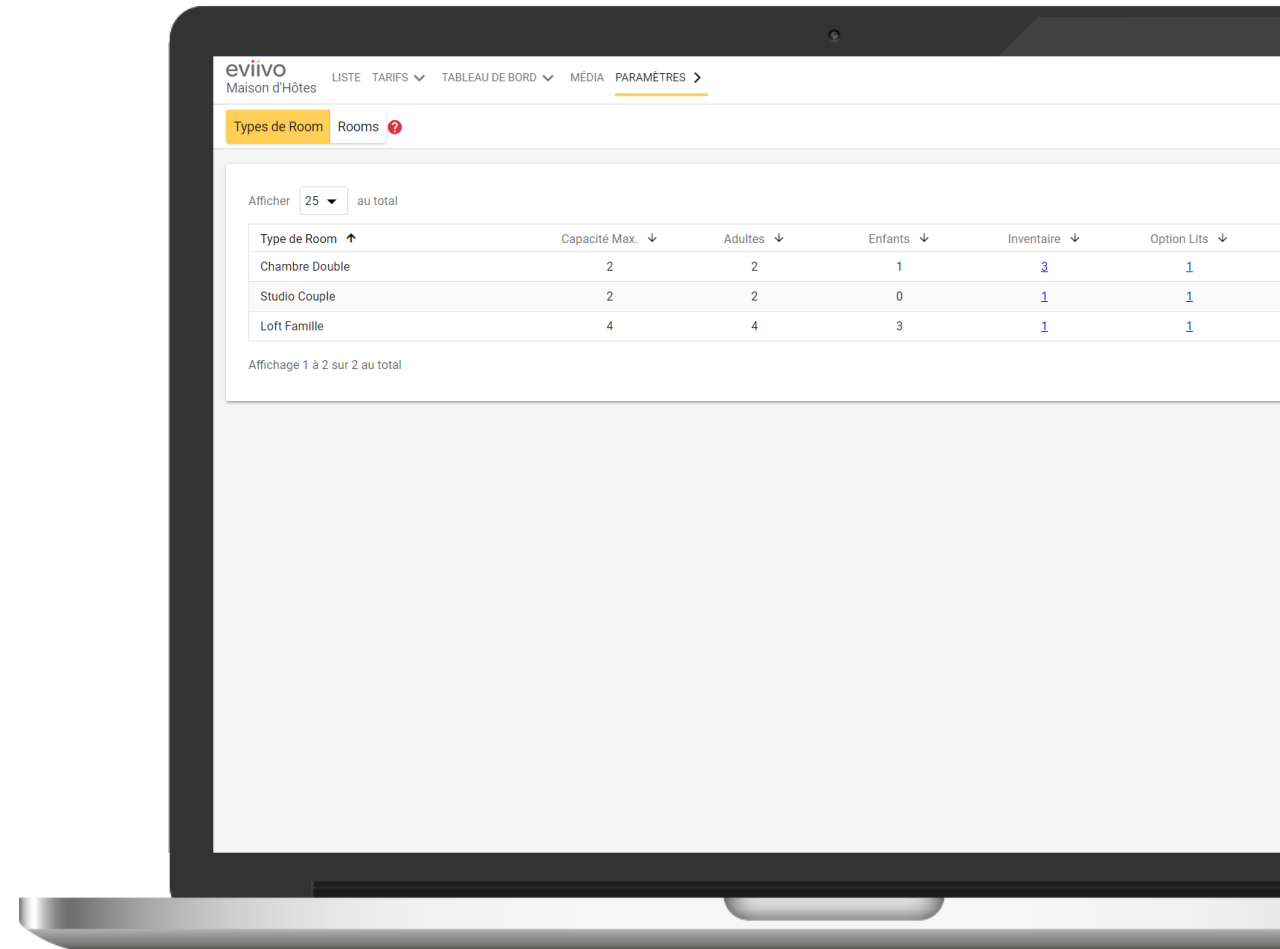 eviivo
Maison d'Hôtes
LISTE TARIFS TABLEAU DE BORD MÉDIA PARAMÈTRES
Types de Room Rooms ?
Afficher 25 au total
Type de Room Capacité Max. Adultes Enfants Inventaire Option Lits
Chambre Double 2 2 1 3 1
Studio Couple 2 2 0 1 1
Loft Famille 4 4 3 1 1
Affichage 1 à 2 sur 2 au total